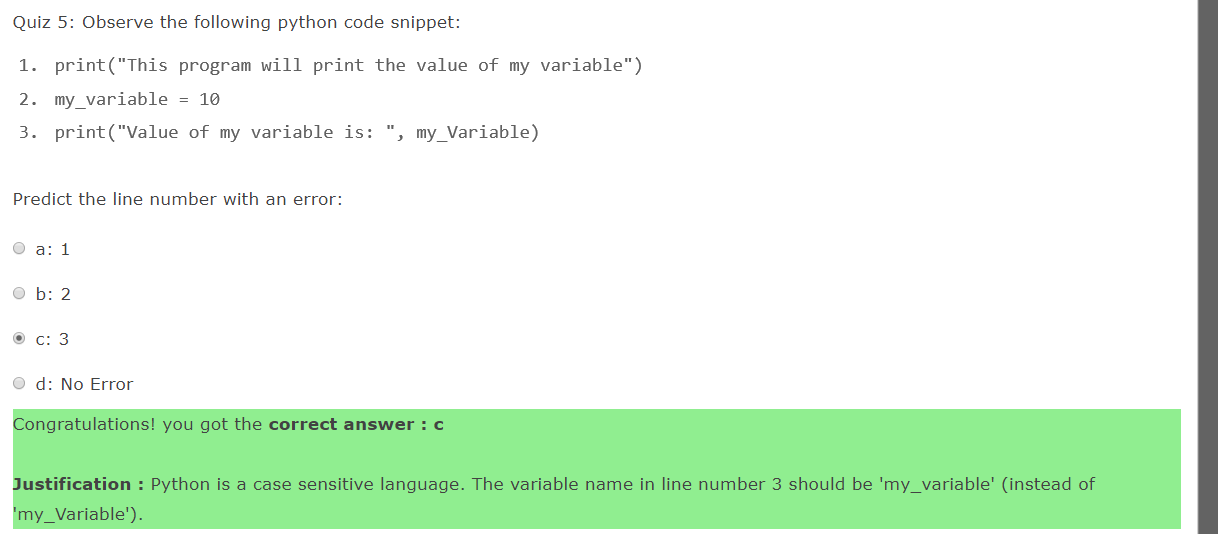 Quiz 5: Observe the following python code snippet:
1. print("This program will print the value of my variable")
2. my_variable = 10
3. print("Value of my variable is: ", my_Variable)
Predict the line number with an error:
a: 1
b: 2
c: 3
d: No Error
Congratulations! you got the correct answer : c
Justification : Python is a case sensitive language. The variable name in line number 3 should be 'my_variable' (instead of
'my_Variable').